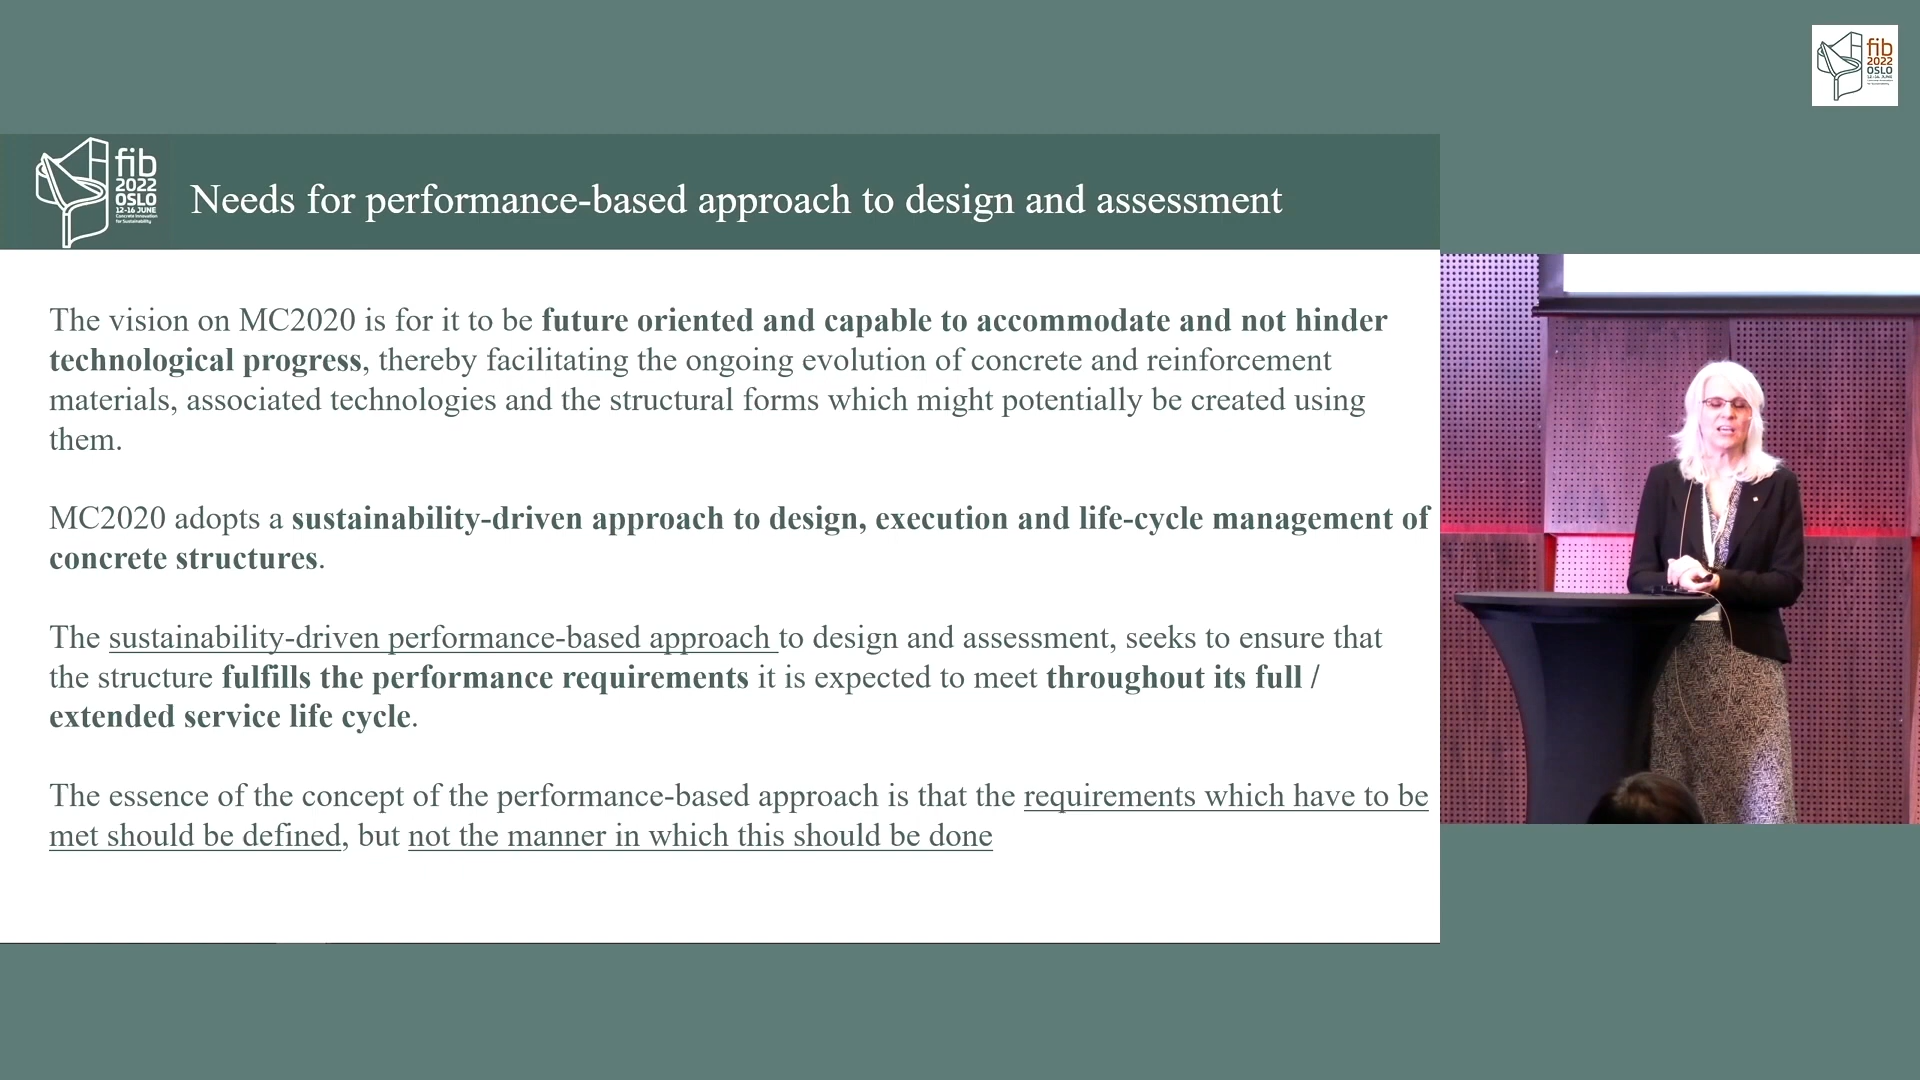 fib
2022
OSLO
12-16 JUNE
fib
2022
OSLO
12-16 JUNE
Concrete Innovation
for Sustainability
Needs for performance-based approach to design and assessment
The vision on MC2020 is for it to be future oriented and capable to accommodate and not hinder
technological progress, thereby facilitating the ongoing evolution of concrete and reinforcement
materials, associated technologies and the structural forms which might potentially be created using
them.
MC2020 adopts a sustainability-driven approach to design, execution and life-cycle management of
concrete structures.
The sustainability-driven performance-based approach to design and assessment, seeks to ensure that
the structure fulfills the performance requirements it is expected to meet throughout its full /
extended service life cycle.
The essence of the concept of the performance-based approach is that the requirements which have to be
met should be defined, but not the manner in which this should be done